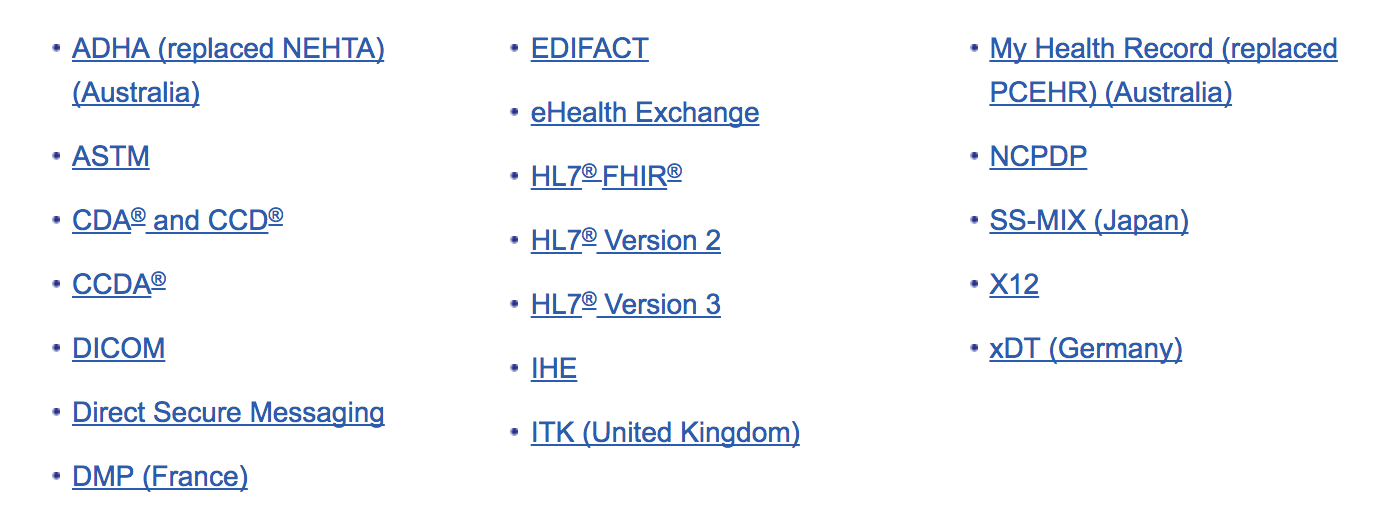 ADHA (replaced NEHTA)
(Australia)
ASTM
CDA® and CCD®
CCDA®
DICOM
Direct Secure Messaging
DMP (France)
EDIFACT
eHealth Exchange
HL7® FHIR®
HL7® Version 2
HL7® Version 3
IHE
ITK (United Kingdom)
My Health Record (replaced
PCEHR) (Australia)
NCPDP
SS-MIX (Japan)
X12
xDT (Germany)